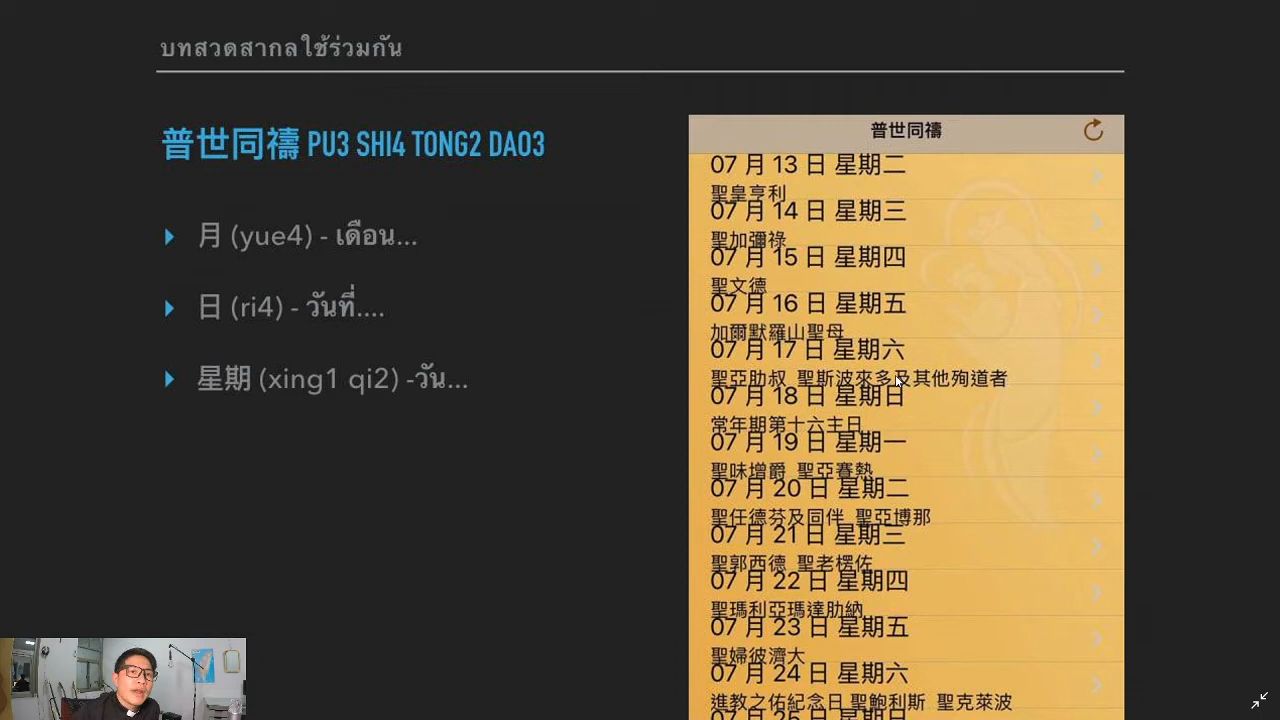 บทสวดสากลใช้ร่วมกัน
普世同禱 PU3 SHI4 TONG2 DAO3
月 (yue4) - เดือน...
日 (ri4) - วันที่....
星期 (xing1 qi2) -วัน...
普世同禱
07 月 13 日 星期二
聖皇亨利
07 月 14 日 星期三
聖加彌祿
07 月 15 日 星期四
聖文德
07 月 16 日 星期五
加爾默羅山聖母
07 月 17 日 星期六
聖亞肋叔 聖斯波來多及其他殉道者
07 月 18 日 星期日
常年期第十六主日
07 月 19 日 星期一
聖味增爵 聖亞賽熱
07 月 20 日 星期二
聖任德芬及同伴 聖亞博那
07 月 21 日 星期三
聖郭西德 聖老楞佐
07 月 22 日 星期四
聖瑪利亞瑪達肋納
07 月 23 日 星期五
聖婦彼濟大
07 月 24 日 星期六
進教之佑紀念日 聖鮑利斯 聖克萊波
07 月 25 日 星期日